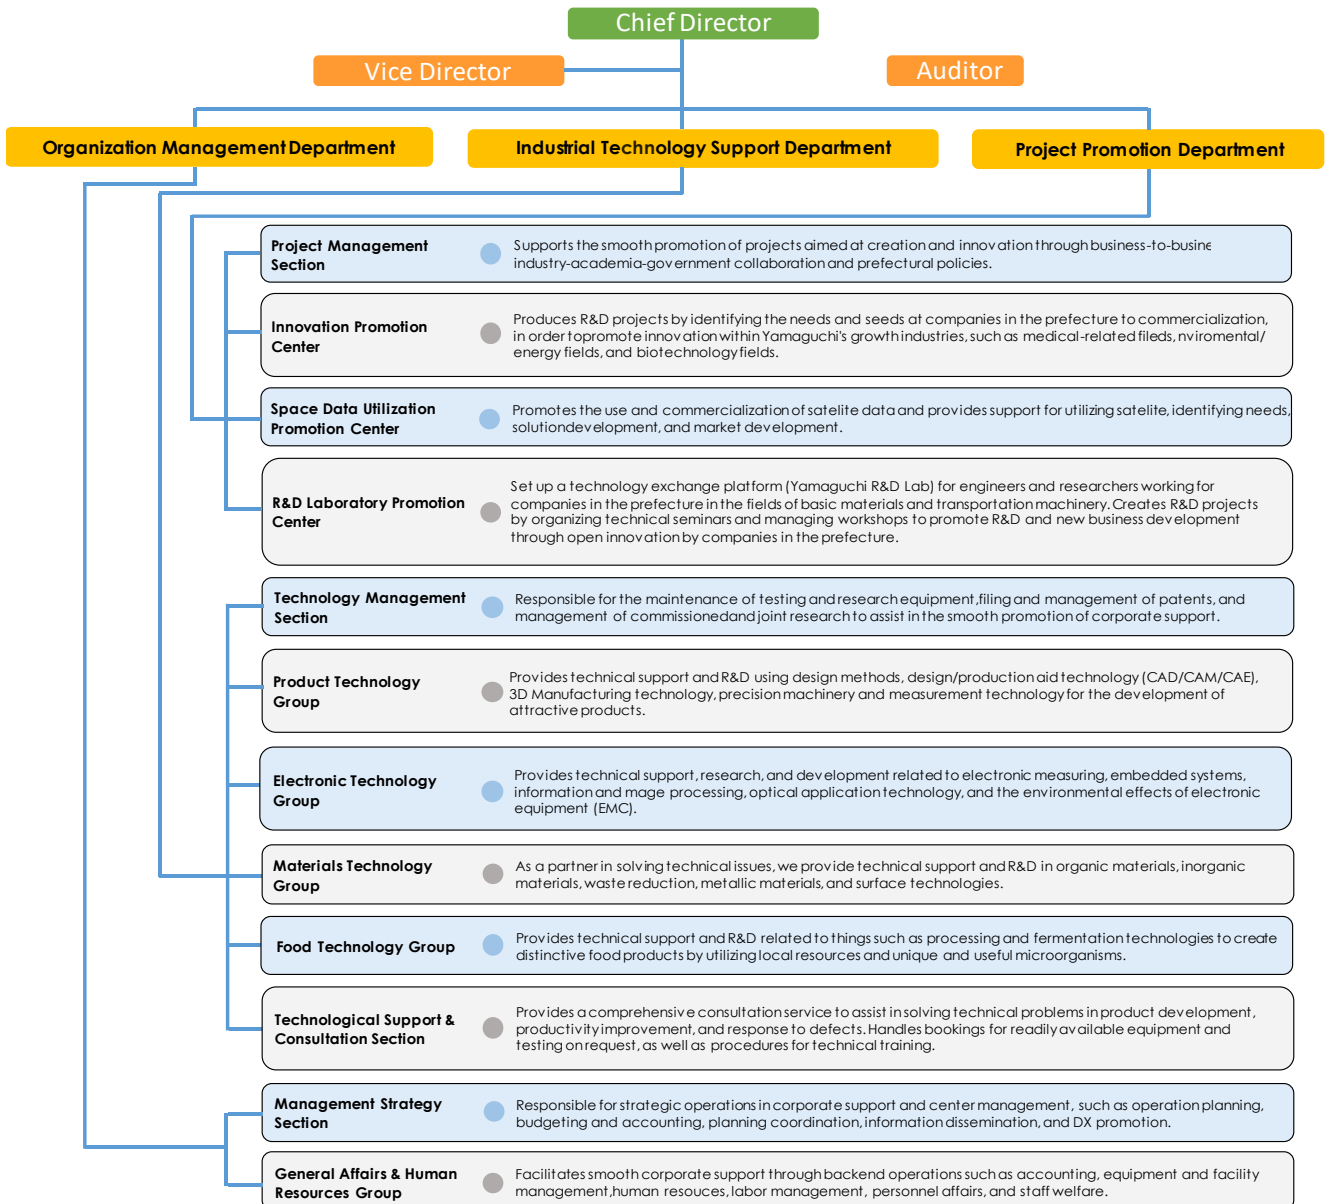 Chief Director
Vice Director
Auditor
Organization Management Department
Industrial Technology Support Department
Project Promotion Department
Project Management
Section
Supports the smooth promotion of projects aimed at creation and innovation through business-to-busine
industry-academia-government collaboration and prefectural policies.
Innovation Promotion
Center
Produces R&D projects by identifying the needs and seeds at companies in the prefecture to commercialization,
in order topromote innovation within Yamaguchi's growth industries, such as medical-related fileds, nviromental/
energy fields, and biotechnology fields.
Space Data Utilization
Promotion Center
Promotes the use and commercialization of satelite data and provides support for utilizing satelite, identifying needs,
solutiondevelopment, and market development.
R&D Laboratory Promotion
Center
Set up a technology exchange platform (Yamaguchi R&D Lab) for engineers and researchers working for
companies in the prefecture in the fields of basic materials and transportation machinery. Creates R&D projects
by organizing technical seminars and managing workshops to promote R&D and new business development
through open innovation by companies in the prefecture.
Technology Management
Section
Responsible for the maintenance of testing and research equipment,filing and management of patents, and
management of commissionedand joint research to assist in the smooth promotion of corporate support.
Product Technology
Group
Provides technical support and R&D using design methods, design/production aid technology (CAD/CAM/CAE),
3D Manufacturing technology, precision machinery and measurement technology for the development of
attractive products.
Electronic Technology
Group
Provides technical support, research, and development related to electronic measuring, embedded systems,
information and mage processing, optical application technology, and the environmental effects of electronic
equipment (EMC).
Materials Technology
Group
As a partner in solving technical issues, we provide technical support and R&D in organic materials, inorganic
materials, waste reduction, metallic materials, and surface technologies.
Food Technology Group
Provides technical support and R&D related to things such as processing and fermentation technologies to create
distinctive food products by utilizing local resources and unique and useful microorganisms.
Technological Support &
Consultation Section
Provides a comprehensive consultation service to assist in solving technical problems in product development,
productivity improvement, and response to defects. Handles bookings for readily available equipment and
testing on request, as well as procedures for technical training.
Management Strategy
Section
Responsible for strategic operations in corporate support and center management, such as operation planning,
budgeting and accounting, planning coordination, information dissemination, and DX promotion.
General Affairs & Human
Resources Group
Facilitates smooth corporate support through backend operations such as accounting, equipment and facility
management,human resouces, labor management, personnel affairs, and staff welfare.